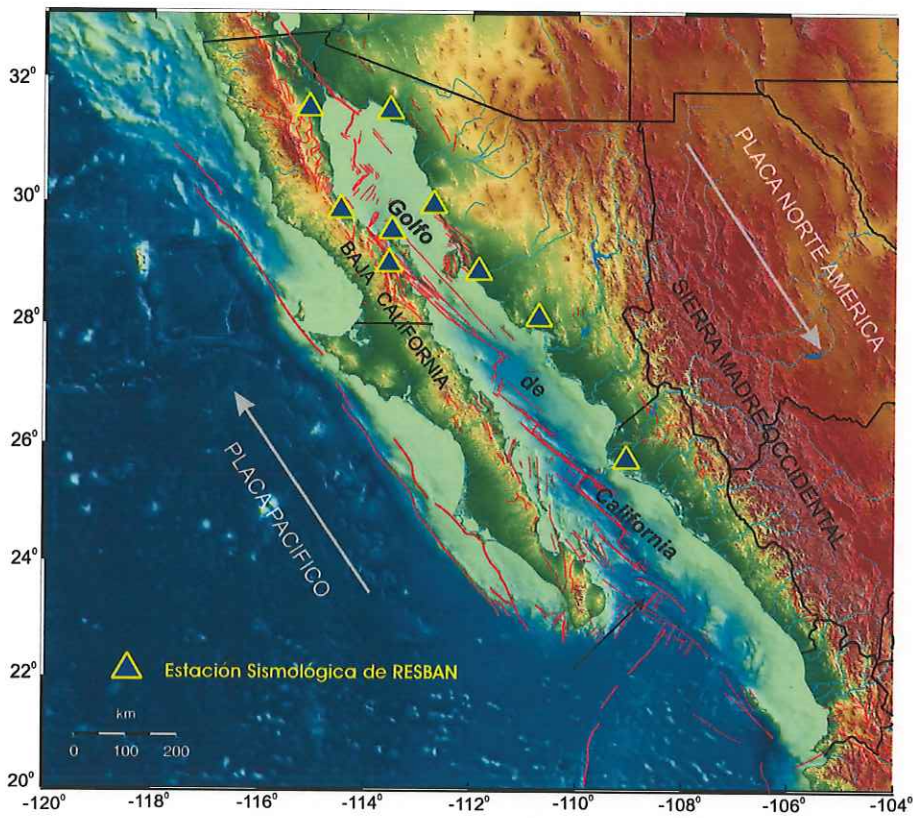 32°
30°
28°
26°
24°
22°
20°
-120°
-118°
-116°
-114°
-112°
-110°
-108°
-106°
-104°
PLACA NORTE AMERICA
SIERRA MADRE OCCIDENTAL
Golfo
de
California
BAJA CALIFORNIA
PLACA PACIFICO
Estación Sismológica de RESBAN
km
0 100 200